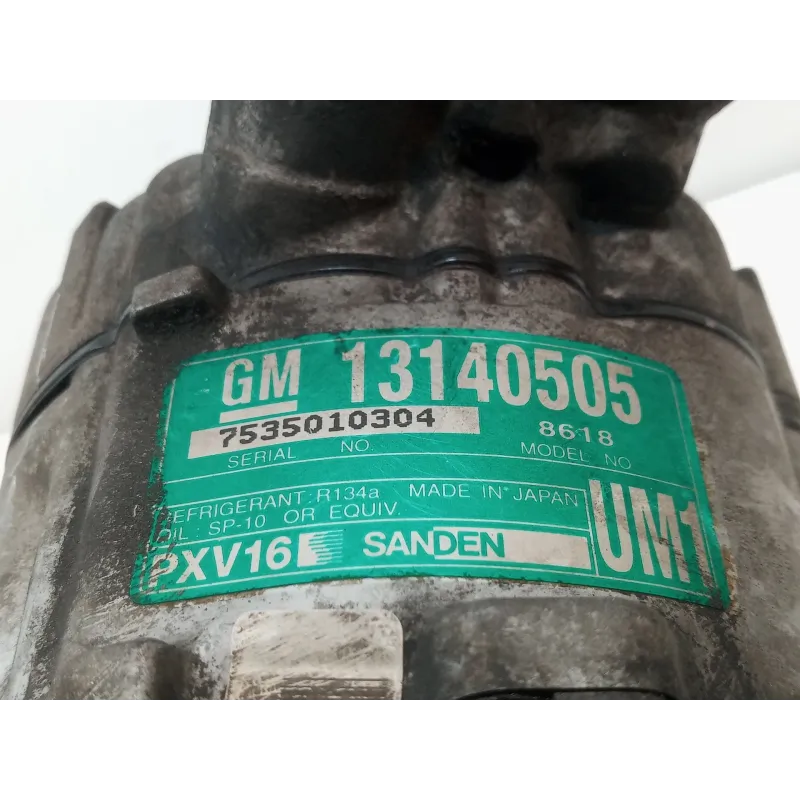 GM 13140505
7535010304 8618
SERIAL NO. MODEL NO
REFRIGERANT: R134a MADE IN JAPAN
OIL: SP-10 OR EQUIV.
PXV16 SANDEN UM1